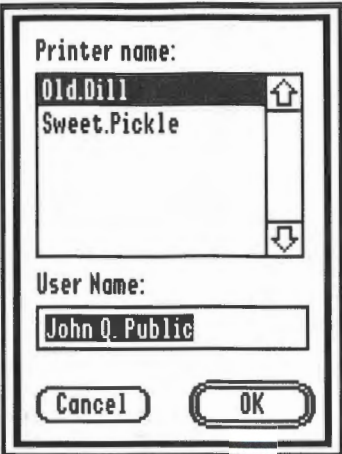 Printer name:
Old.Dill
Sweet.Pickle
User Name:
John Q. Public
Cancel
OK